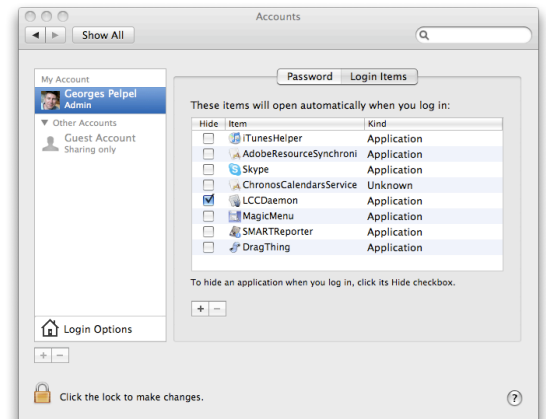 Accounts
Show All
My Account
Georges Pelpel
Admin
Other Accounts
Guest Account
Sharing only
Login Options
Password Login Items
These items will open automatically when you log in:
Hide Item Kind
iTunesHelper Application
AdobeResourceSynchroni Application
Skype Application
ChronosCalendarsService Unknown
LCCDaemon Application
MagicMenu Application
SMARTReporter Application
DragThing Application
To hide an application when you log in, click its Hide checkbox.
+ −
+ −
Click the lock to make changes.
?